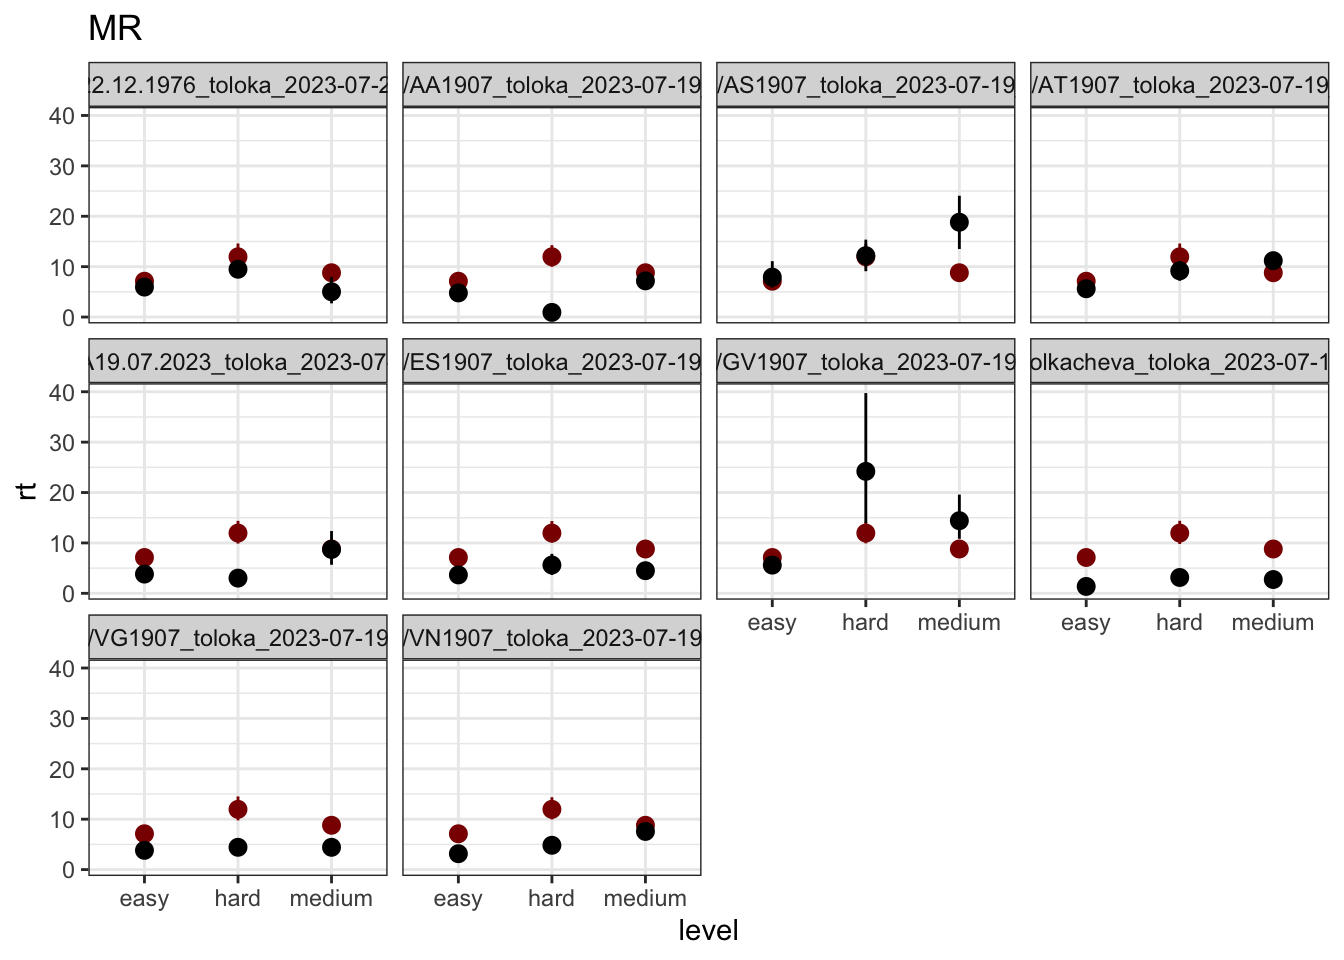 MR
22.12.1976_toloka_2023-07-2
/AA1907_toloka_2023-07-19
/AS1907_toloka_2023-07-19
/AT1907_toloka_2023-07-19
40
30
20
10
0
A19.07.2023_toloka_2023-07
/ES1907_toloka_2023-07-19
/GV1907_toloka_2023-07-19
olkacheva_toloka_2023-07-1
40
30
20
10
0
rt
easy hard medium
easy hard medium
/VG1907_toloka_2023-07-19
/VN1907_toloka_2023-07-19
40
30
20
10
0
easy hard medium
easy hard medium
level